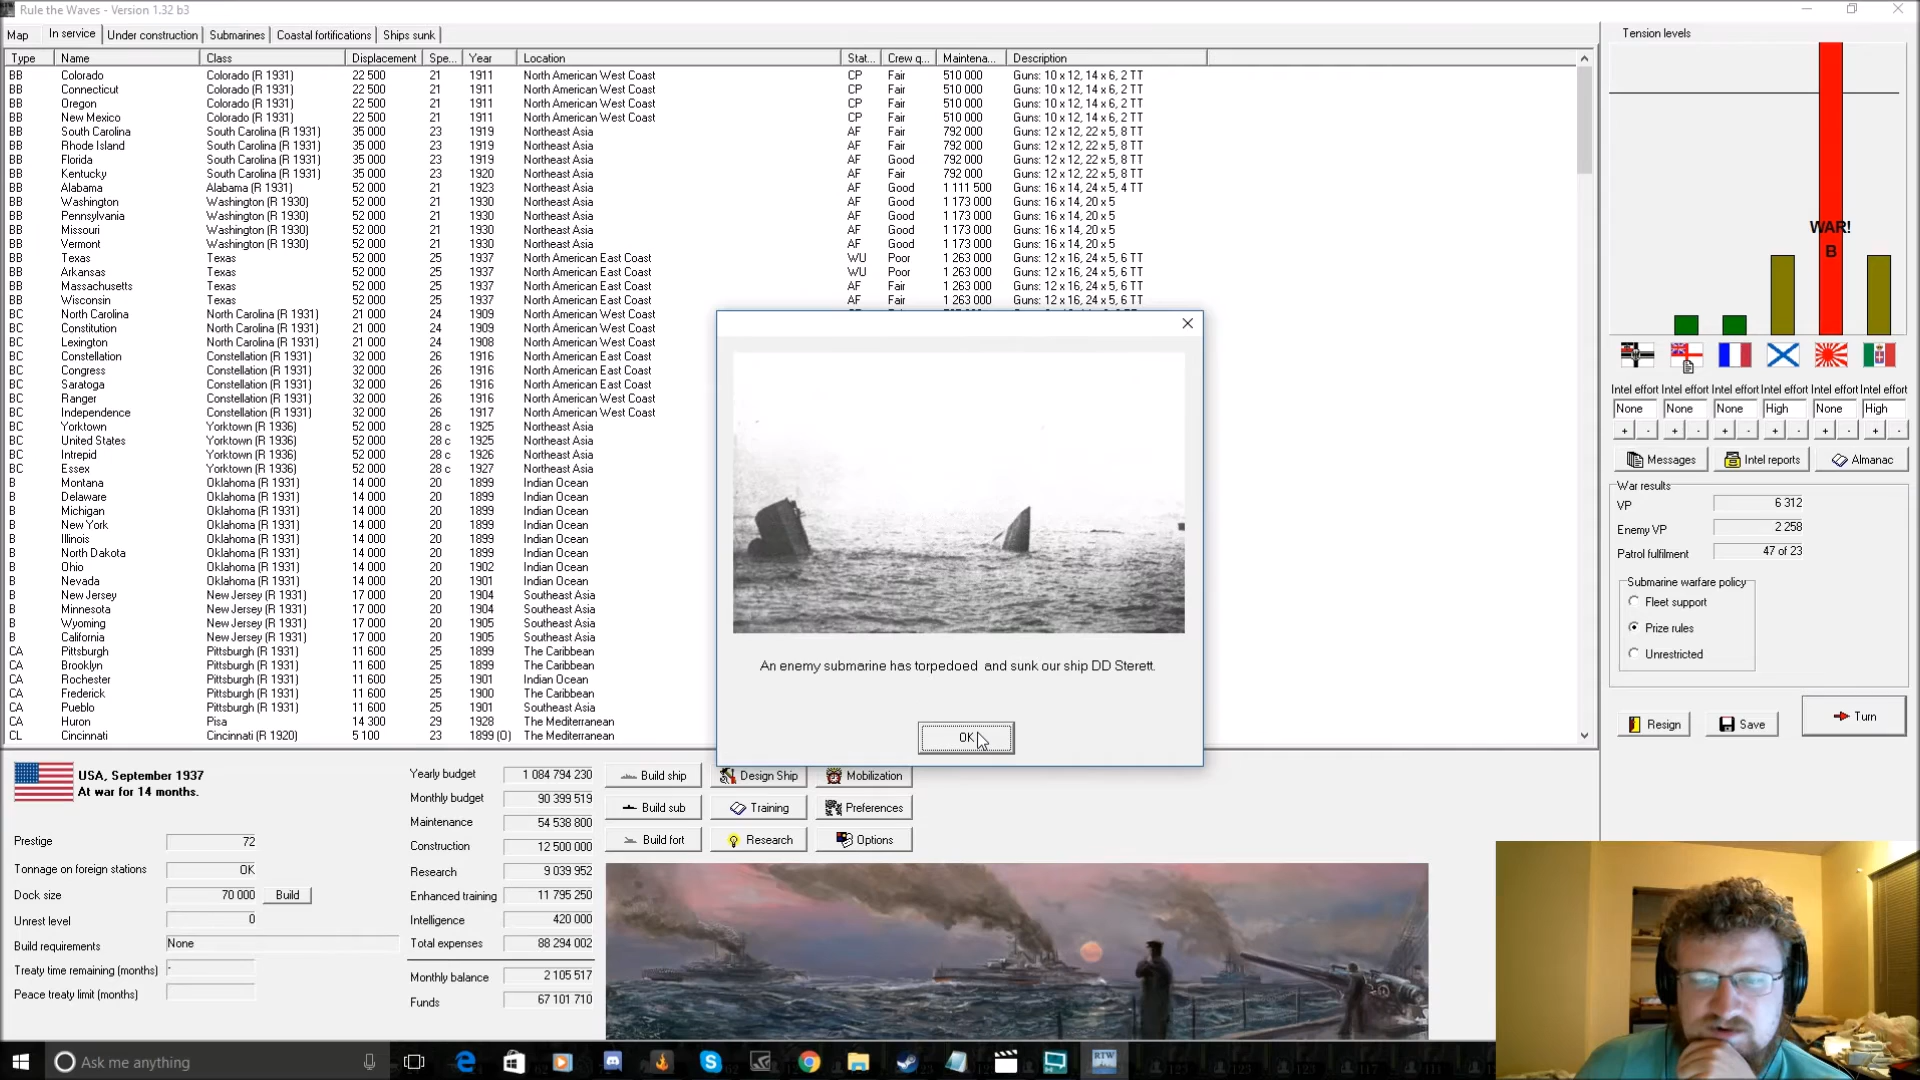 Rule the Waves - Version 1.32 b3
Map In service Under construction Submarines Coastal fortifications Ships sunk
Type Name Class Displacement Spe... Year Location Stat... Crew q... Maintena... Description
BB Colorado Colorado (R 1931) 22 500 21 1911 North American West Coast CP Fair 510 000 Guns: 10 x 12, 14 x 6, 2 TT
BB Connecticut Colorado (R 1931) 22 500 21 1911 North American West Coast CP Fair 510 000 Guns: 10 x 12, 14 x 6, 2 TT
BB Oregon Colorado (R 1931) 22 500 21 1911 North American West Coast CP Fair 510 000 Guns: 10 x 12, 14 x 6, 2 TT
BB New Mexico Colorado (R 1931) 22 500 21 1911 North American West Coast CP Fair 510 000 Guns: 10 x 12, 14 x 6, 2 TT
BB South Carolina South Carolina (R 1931) 35 000 23 1919 Northeast Asia AF Fair 792 000 Guns: 12 x 12, 22 x 5, 8 TT
BB Rhode Island South Carolina (R 1931) 35 000 23 1919 Northeast Asia AF Fair 792 000 Guns: 12 x 12, 22 x 5, 8 TT
BB Florida South Carolina (R 1931) 35 000 23 1919 Northeast Asia AF Good 792 000 Guns: 12 x 12, 22 x 5, 8 TT
BB Kentucky South Carolina (R 1931) 35 000 23 1920 Northeast Asia AF Fair 792 000 Guns: 12 x 12, 22 x 5, 8 TT
BB Alabama Alabama (R 1931) 52 000 21 1923 Northeast Asia AF Good 1 111 500 Guns: 16 x 14, 24 x 5, 4 TT
BB Washington Washington (R 1930) 52 000 21 1930 Northeast Asia AF Good 1 173 000 Guns: 16 x 14, 20 x 5
BB Pennsylvania Washington (R 1930) 52 000 21 1930 Northeast Asia AF Good 1 173 000 Guns: 16 x 14, 20 x 5
BB Missouri Washington (R 1930) 52 000 21 1930 Northeast Asia AF Good 1 173 000 Guns: 16 x 14, 20 x 5
BB Vermont Washington (R 1930) 52 000 21 1930 Northeast Asia AF Good 1 173 000 Guns: 16 x 14, 20 x 5
BB Texas Texas 52 000 25 1937 North American East Coast WU Poor 1 263 000 Guns: 12 x 16, 24 x 5, 6 TT
BB Arkansas Texas 52 000 25 1937 North American East Coast WU Poor 1 263 000 Guns: 12 x 16, 24 x 5, 6 TT
BB Massachusetts Texas 52 000 25 1937 North American East Coast AF Fair 1 263 000 Guns: 12 x 16, 24 x 5, 6 TT
BB Wisconsin Texas 52 000 25 1937 North American East Coast AF Fair 1 263 000 Guns: 12 x 16, 24 x 5, 6 TT
BC North Carolina North Carolina (R 1931) 21 000 24 1909 North American West Coast
BC Constitution North Carolina (R 1931) 21 000 24 1909 North American West Coast
BC Lexington North Carolina (R 1931) 21 000 24 1908 North American West Coast
BC Constellation Constellation (R 1931) 32 000 26 1916 North American East Coast
BC Congress Constellation (R 1931) 32 000 26 1916 North American East Coast
BC Saratoga Constellation (R 1931) 32 000 26 1916 North American East Coast
BC Ranger Constellation (R 1931) 32 000 26 1916 North American West Coast
BC Independence Constellation (R 1931) 32 000 26 1917 North American West Coast
BC Yorktown Yorktown (R 1936) 52 000 28 c 1925 Northeast Asia
BC United States Yorktown (R 1936) 52 000 28 c 1925 Northeast Asia
BC Intrepid Yorktown (R 1936) 52 000 28 c 1926 Northeast Asia
BC Essex Yorktown (R 1936) 52 000 28 c 1927 Northeast Asia
B Montana Oklahoma (R 1931) 14 000 20 1899 Indian Ocean
B Delaware Oklahoma (R 1931) 14 000 20 1899 Indian Ocean
B Michigan Oklahoma (R 1931) 14 000 20 1899 Indian Ocean
B New York Oklahoma (R 1931) 14 000 20 1899 Indian Ocean
B Illinois Oklahoma (R 1931) 14 000 20 1899 Indian Ocean
B North Dakota Oklahoma (R 1931) 14 000 20 1899 Indian Ocean
B Ohio Oklahoma (R 1931) 14 000 20 1902 Indian Ocean
B Nevada Oklahoma (R 1931) 14 000 20 1901 Indian Ocean
B New Jersey New Jersey (R 1931) 17 000 20 1904 Southeast Asia
B Minnesota New Jersey (R 1931) 17 000 20 1904 Southeast Asia
B Wyoming New Jersey (R 1931) 17 000 20 1905 Southeast Asia
B California New Jersey (R 1931) 17 000 20 1905 Southeast Asia
CA Pittsburgh Pittsburgh (R 1931) 11 600 25 1899 The Caribbean
CA Brooklyn Pittsburgh (R 1931) 11 600 25 1899 The Caribbean
CA Rochester Pittsburgh (R 1931) 11 600 25 1901 Indian Ocean
CA Frederick Pittsburgh (R 1931) 11 600 25 1900 The Caribbean
CA Pueblo Pittsburgh (R 1931) 11 600 25 1901 Southeast Asia
CA Huron Pisa 14 300 29 1928 The Mediterranean
CL Cincinnati Cincinnati (R 1920) 5 100 23 1899 (O) The Mediterranean
An enemy submarine has torpedoed and sunk our ship DD Sterett.
OK
Tension levels
WAR!
B
Intel effort Intel effort Intel effort Intel effort Intel effort Intel effort
None None None High None High
+ - + - + - + - + - + -
Messages Intel reports Almanac
War results
VP 6 312
Enemy VP 2 258
Patrol fulfilment 47 of 23
Submarine warfare policy
Fleet support
Prize rules
Unrestricted
Resign Save Turn
USA, September 1937
At war for 14 months.
Prestige 72
Tonnage on foreign stations OK
Dock size 70 000 Build
Unrest level 0
Build requirements None
Treaty time remaining (months) -
Peace treaty limit (months)
Yearly budget 1 084 794 230
Monthly budget 90 399 519
Maintenance 54 538 800
Construction 12 500 000
Research 9 039 952
Enhanced training 11 795 250
Intelligence 420 000
Total expenses 88 294 002
Monthly balance 2 105 517
Funds 67 101 710
Build ship Design Ship Mobilization
Build sub Training Preferences
Build fort Research Options
Ask me anything
RTW